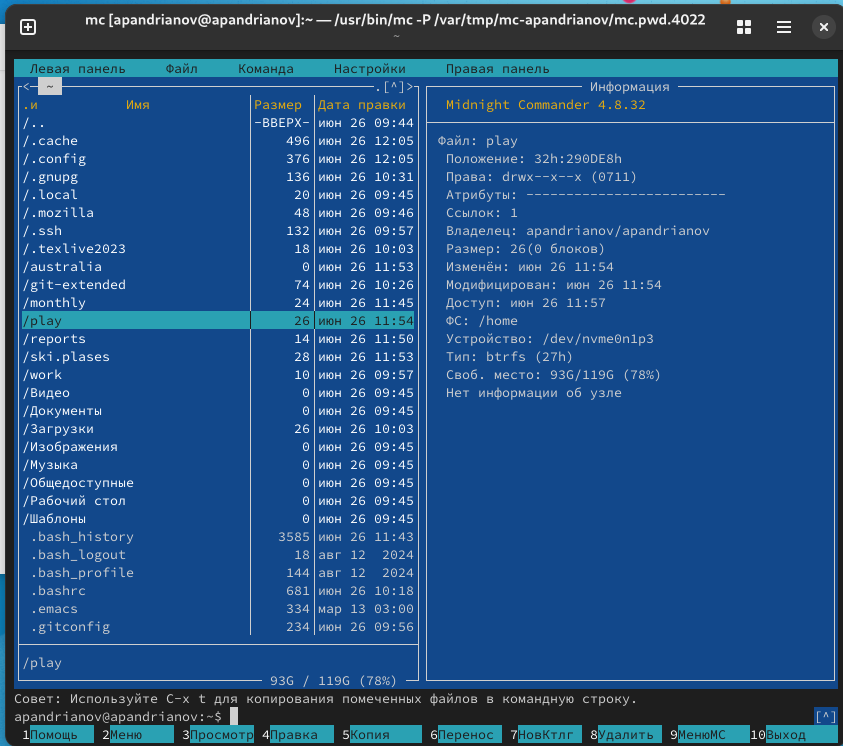 mc [apandrianov@apandrianov]:~ — /usr/bin/mc -P /var/tmp/mc-apandrianov/mc.pwd.4022
~
Левая панель Файл Команда Настройки Правая панель
<- ~ .[^]>
.и Имя Размер Дата правки
/.. -ВВЕРХ- июн 26 09:44
/.cache 496 июн 26 12:05
/.config 376 июн 26 12:05
/.gnupg 136 июн 26 10:31
/.local 20 июн 26 09:45
/.mozilla 48 июн 26 09:46
/.ssh 132 июн 26 09:57
/.texlive2023 18 июн 26 10:03
/australia 0 июн 26 11:53
/git-extended 74 июн 26 10:26
/monthly 24 июн 26 11:45
/play 26 июн 26 11:54
/reports 14 июн 26 11:50
/ski.plases 28 июн 26 11:53
/work 10 июн 26 09:57
/Видео 0 июн 26 09:45
/Документы 0 июн 26 09:45
/Загрузки 26 июн 26 10:03
/Изображения 0 июн 26 09:45
/Музыка 0 июн 26 09:45
/Общедоступные 0 июн 26 09:45
/Рабочий стол 0 июн 26 09:45
/Шаблоны 0 июн 26 09:45
.bash_history 3585 июн 26 11:43
.bash_logout 18 авг 12 2024
.bash_profile 144 авг 12 2024
.bashrc 681 июн 26 10:18
.emacs 334 мар 13 03:00
.gitconfig 234 июн 26 09:56
/play
93G / 119G (78%)
Информация
Midnight Commander 4.8.32
Файл: play
Положение: 32h:290DE8h
Права: drwx--x--x (0711)
Атрибуты: -------------------------
Ссылок: 1
Владелец: apandrianov/apandrianov
Размер: 26(0 блоков)
Изменён: июн 26 11:54
Модифицирован: июн 26 11:54
Доступ: июн 26 11:57
ФС: /home
Устройство: /dev/nvme0n1p3
Тип: btrfs (27h)
Своб. место: 93G/119G (78%)
Нет информации об узле
Совет: Используйте C-x t для копирования помеченных файлов в командную строку.
apandrianov@apandrianov:~$ [^]
1Помощь 2Меню 3Просмотр 4Правка 5Копия 6Перенос 7НовКтлг 8Удалить 9МенюMC 10Выход